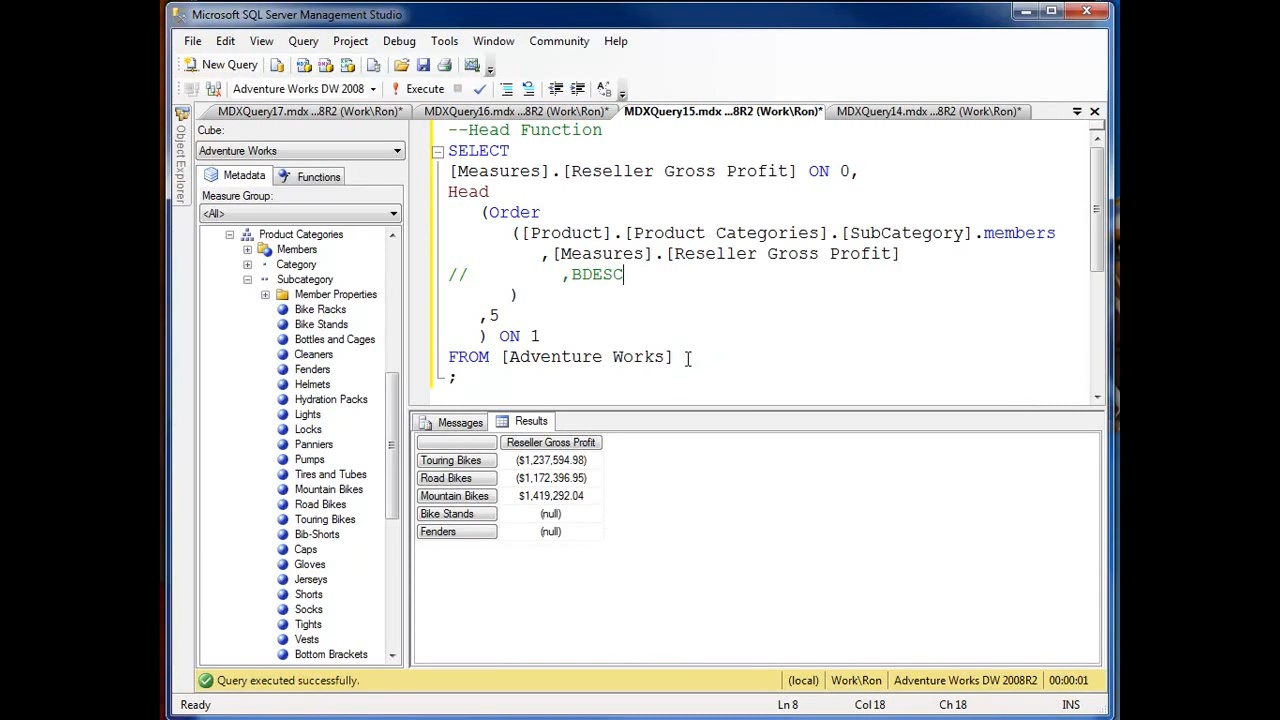 Microsoft SQL Server Management Studio
File Edit View Query Project Debug Tools Window Community Help
New Query
Adventure Works DW 2008 Execute
MDXQuery17.mdx ...8R2 (Work\Ron)* MDXQuery16.mdx ...8R2 (Work\Ron)* MDXQuery15.mdx ...8R2 (Work\Ron)* MDXQuery14.mdx ...8R2 (Work\Ron)*
Object Explorer
Cube:
Adventure Works
Metadata Functions
Measure Group:
<All>
Product Categories
Members
Category
Subcategory
Member Properties
Bike Racks
Bike Stands
Bottles and Cages
Cleaners
Fenders
Helmets
Hydration Packs
Lights
Locks
Panniers
Pumps
Tires and Tubes
Mountain Bikes
Road Bikes
Touring Bikes
Bib-Shorts
Caps
Gloves
Jerseys
Shorts
Socks
Tights
Vests
Bottom Brackets
--Head Function
SELECT
[Measures].[Reseller Gross Profit] ON 0,
Head
(Order
([Product].[Product Categories].[SubCategory].members
,[Measures].[Reseller Gross Profit]
// ,BDESC
)
,5
) ON 1
FROM [Adventure Works]
;
Messages Results
Reseller Gross Profit
Touring Bikes ($1,237,594.98)
Road Bikes ($1,172,396.95)
Mountain Bikes $1,419,292.04
Bike Stands (null)
Fenders (null)
Query executed successfully. (local) Work\Ron Adventure Works DW 2008R2 00:00:01
Ready Ln 8 Col 18 Ch 18 INS